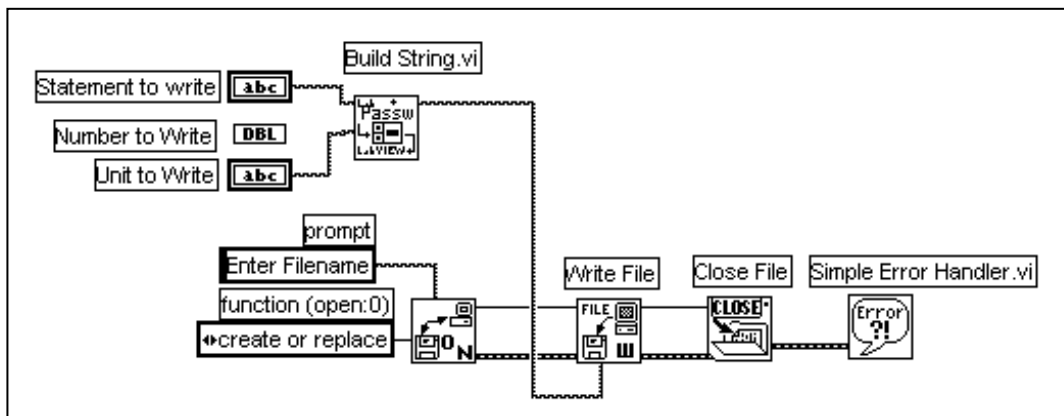 Build String.vi
Statement to write
abc
Passw
Number to Write
DBL
VIEW
Unit to Write
abc
prompt
Enter Filename
Write File
Close File
Simple Error Handler.vi
function (open:0)
create or replace
O
N
FILE
W
CLOSE
Error
?!